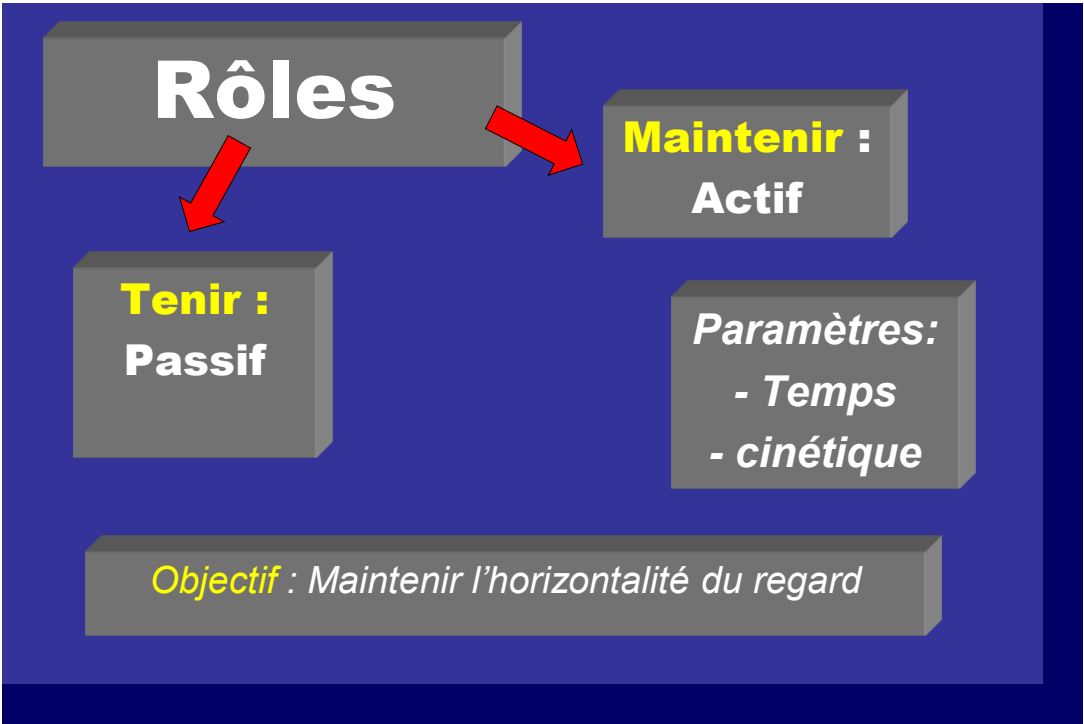 Rôles
Maintenir :
Actif
Tenir :
Passif
Paramètres:
- Temps
- cinétique
Objectif : Maintenir l’horizontalité du regard